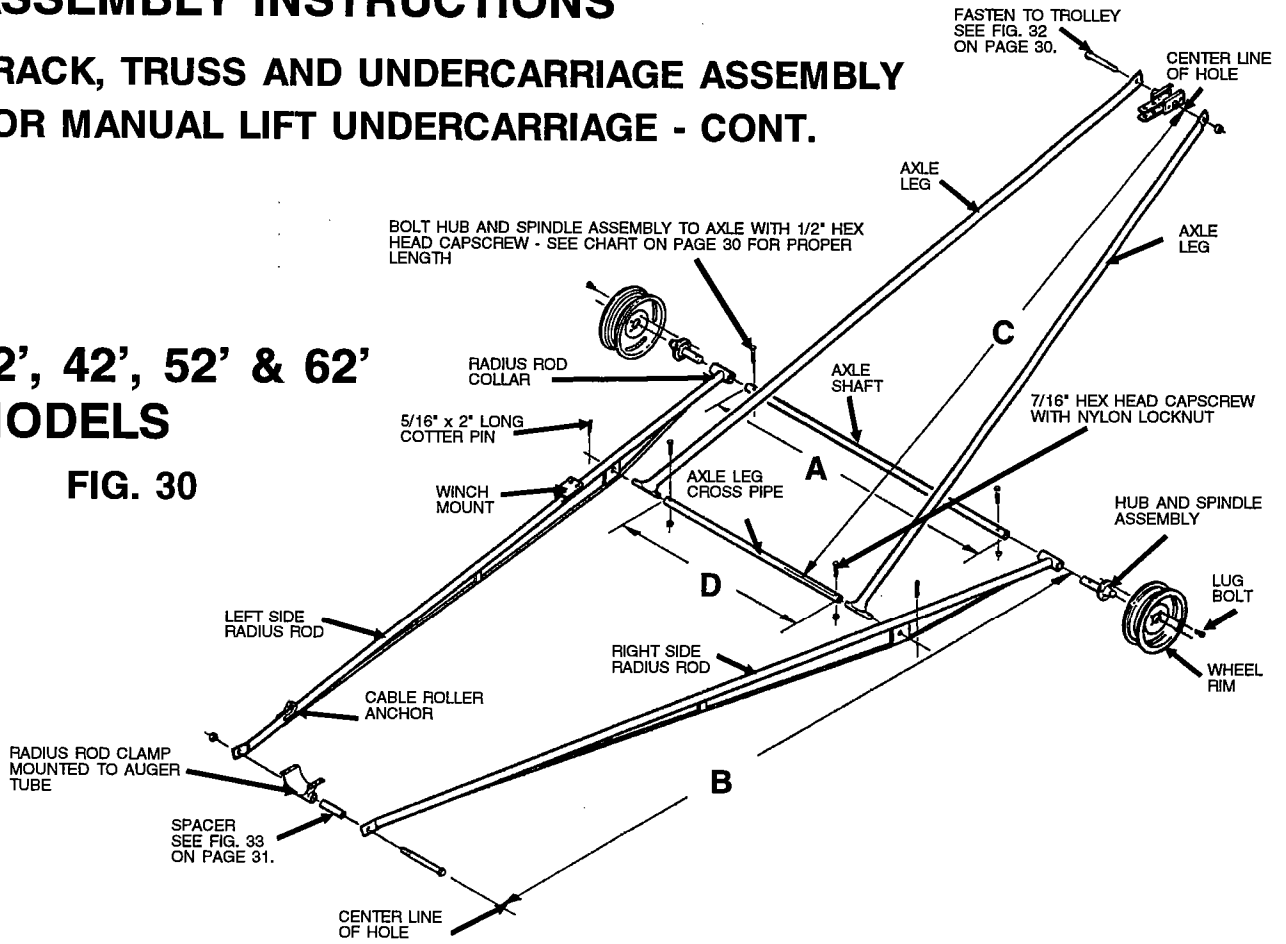 ASSEMBLY INSTRUCTIONS
RACK, TRUSS AND UNDERCARRIAGE ASSEMBLY
OR MANUAL LIFT UNDERCARRIAGE - CONT.
2', 42', 52' & 62'
MODELS
FIG. 30
FASTEN TO TROLLEY
SEE FIG. 32
ON PAGE 30.
CENTER LINE
OF HOLE
AXLE
LEG
AXLE
LEG
BOLT HUB AND SPINDLE ASSEMBLY TO AXLE WITH 1/2" HEX
HEAD CAPSCREW - SEE CHART ON PAGE 30 FOR PROPER
LENGTH
C
RADIUS ROD
COLLAR
AXLE
SHAFT
7/16" HEX HEAD CAPSCREW
WITH NYLON LOCKNUT
5/16" x 2" LONG
COTTER PIN
A
WINCH
MOUNT
AXLE LEG
CROSS PIPE
HUB AND SPINDLE
ASSEMBLY
D
LUG
BOLT
LEFT SIDE
RADIUS ROD
RIGHT SIDE
RADIUS ROD
WHEEL
RIM
CABLE ROLLER
ANCHOR
RADIUS ROD CLAMP
MOUNTED TO AUGER
TUBE
B
SPACER
SEE FIG. 33
ON PAGE 31.
CENTER LINE
OF HOLE